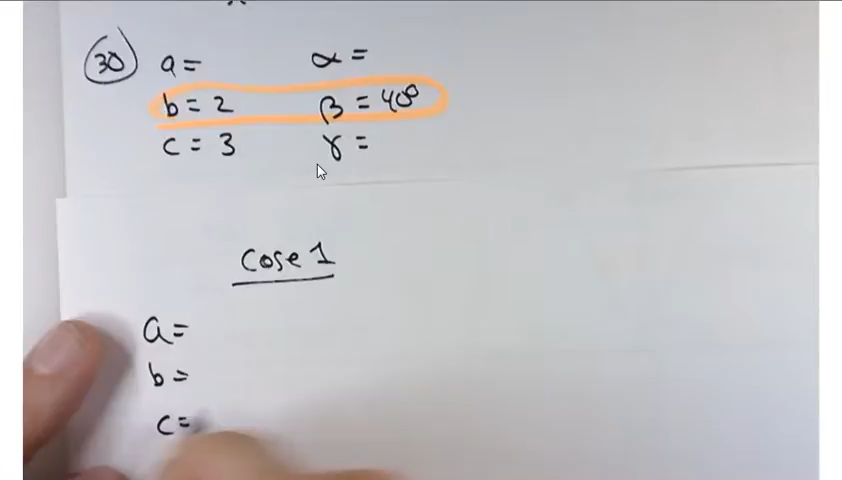 30 a = α =
b = 2 β = 40°
c = 3 γ =
Case 1
a =
b =
c =